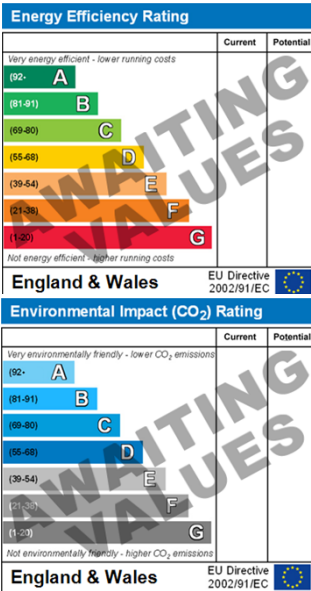 Energy Efficiency Rating
Current Potential
Very energy efficient - lower running costs
(92+ A
(81-91) B
(69-80) C
(55-68) D
(39-54) E
(21-38) F
(1-20) G
AWAITING
VALUES
Not energy efficient - higher running costs
England & Wales
EU Directive
2002/91/EC
Environmental Impact (CO2) Rating
Current Potential
Very environmentally friendly - lower CO2 emissions
(92+ A
(81-91) B
(69-80) C
(55-68) D
(39-54) E
(21-38) F
(1-20) G
AWAITING
VALUES
Not environmentally friendly - higher CO2 emissions
England & Wales
EU Directive
2002/91/EC